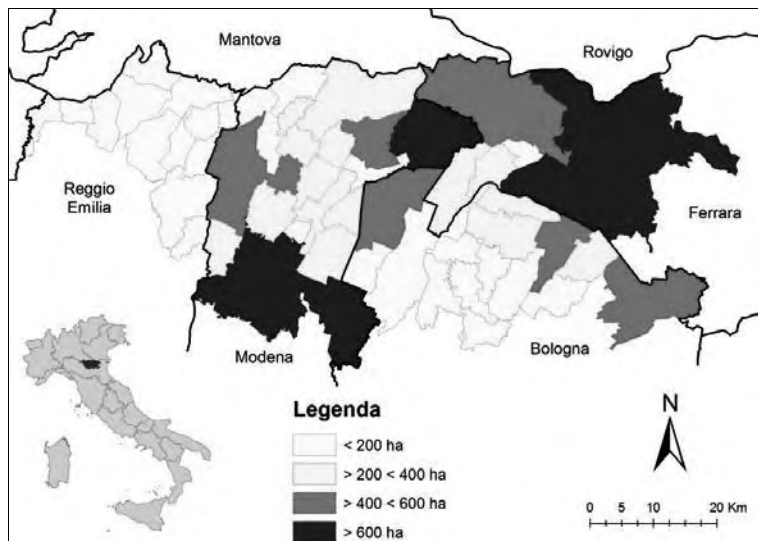 Mantova
Rovigo
Reggio
Emilia
Ferrara
Modena
Bologna
Legenda
< 200 ha
> 200 < 400 ha
> 400 < 600 ha
> 600 ha
N
0 5 10 20 Km